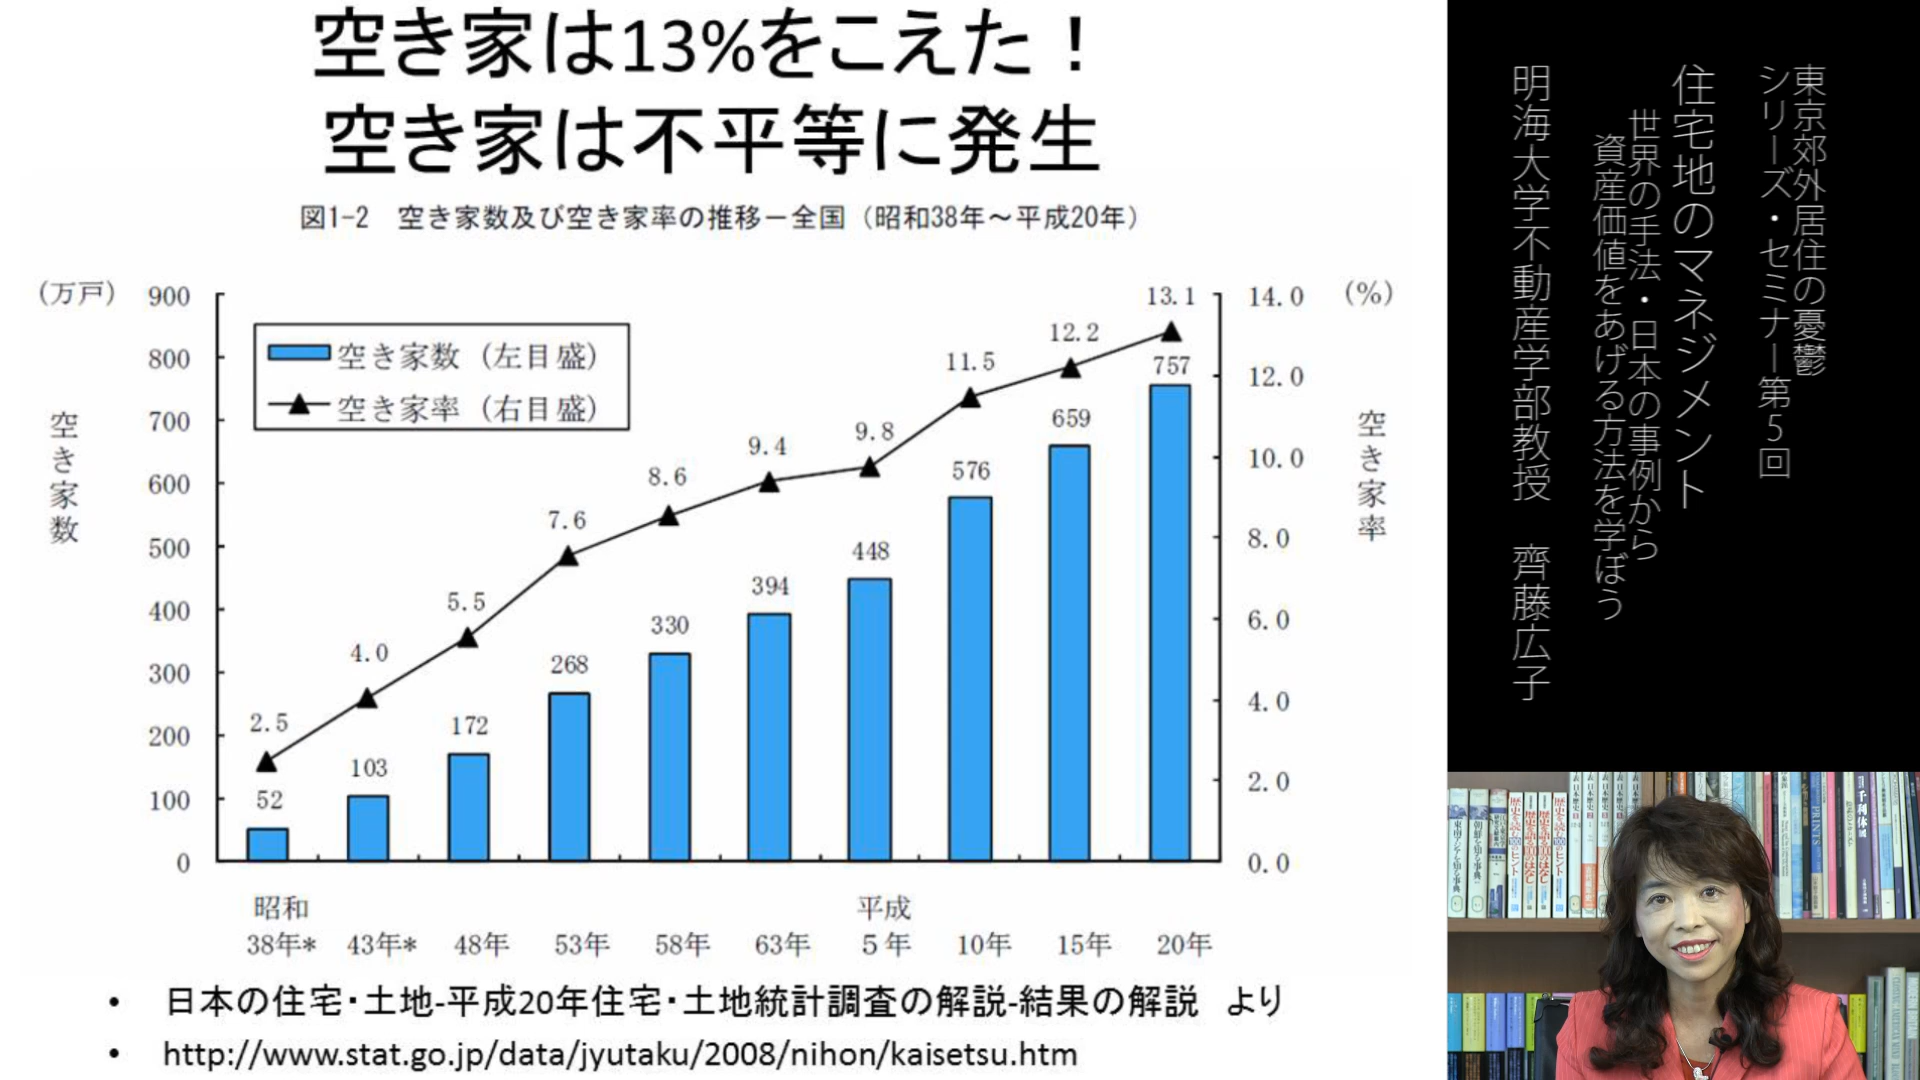 空き家は13%をこえた！
空き家は不平等に発生
図1-2　空き家数及び空き家率の推移－全国（昭和38年～平成20年）
（万戸）
（%）
空き家数（左目盛）
空き家率（右目盛）
空き家数
空き家率
900
800
700
600
500
400
300
200
100
0
14.0
12.0
10.0
8.0
6.0
4.0
2.0
0.0
2.5
4.0
5.5
7.6
8.6
9.4
9.8
11.5
12.2
13.1
52
103
172
268
330
394
448
576
659
757
昭和
平成
38年* 43年* 48年 53年 58年 63年 5年 10年 15年 20年
• 日本の住宅・土地-平成20年住宅・土地統計調査の解説-結果の解説　より
• http://www.stat.go.jp/data/jyutaku/2008/nihon/kaisetsu.htm
東京郊外居住の憂鬱
シリーズ・セミナー第5回
住宅地のマネジメント
世界の手法・日本の事例から
資産価値をあげる方法を学ぼう
明海大学不動産学部教授　齊藤広子
千利休
PRINTS